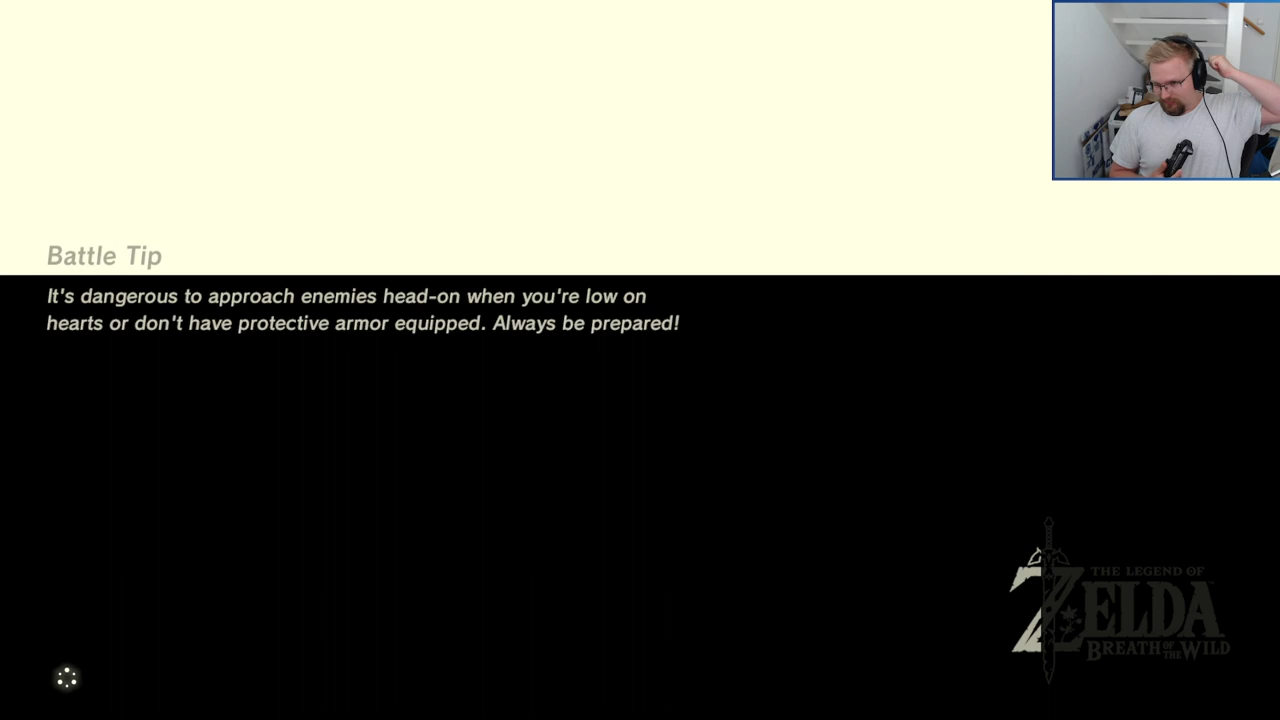 Battle Tip
It's dangerous to approach enemies head-on when you're low on
hearts or don't have protective armor equipped. Always be prepared!
THE LEGEND OF
ZELDA
BREATH OF THE WILD